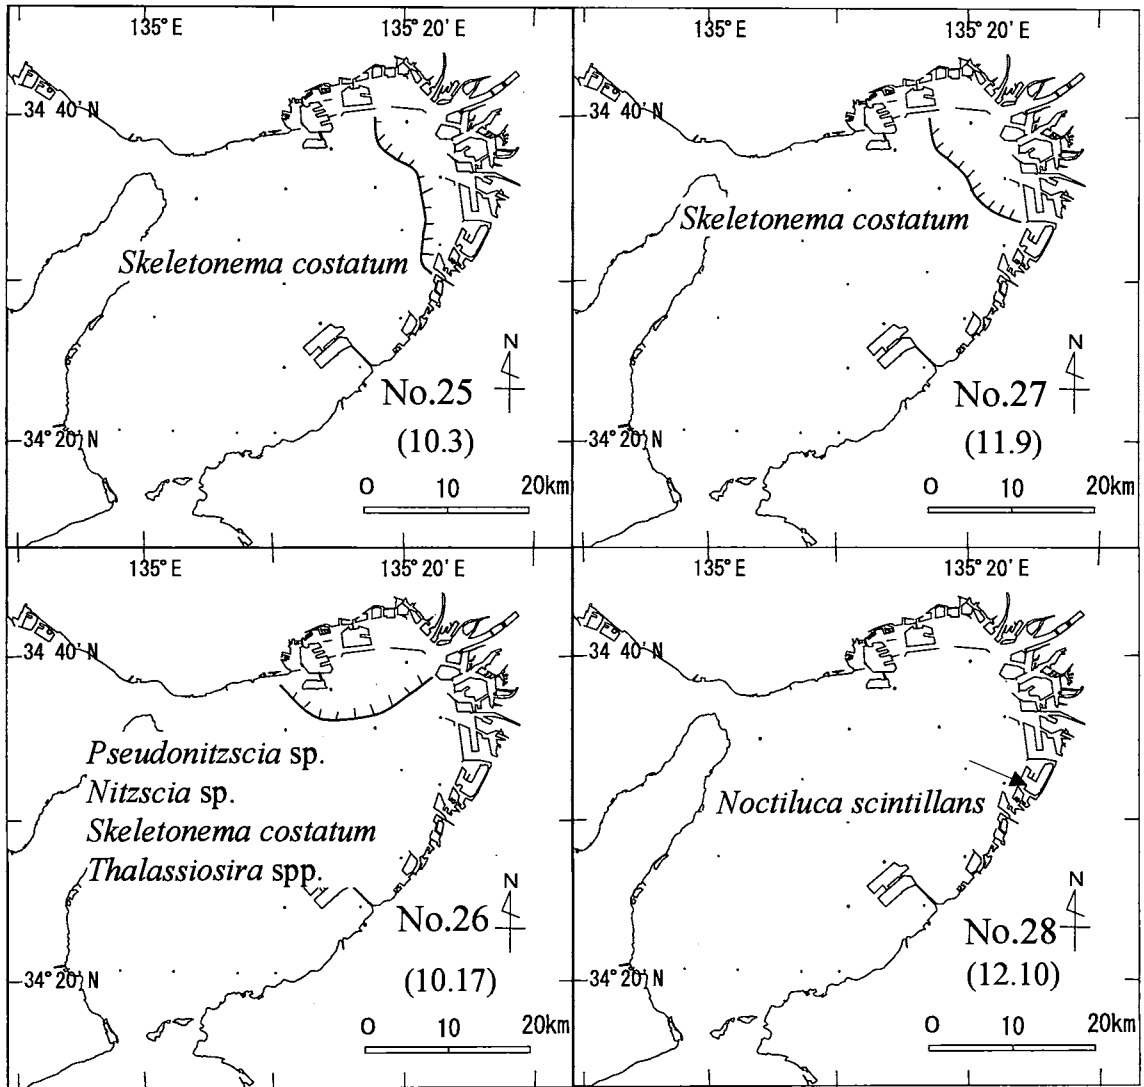 135°E
135°20' E
34 40' N
Skeletonema costatum
N
No.25
(10.3)
34° 20' N
0 10 20km
135°E
135°20' E
34 40' N
Skeletonema costatum
N
No.27
(11.9)
34° 20' N
0 10 20km
135°E
135°20' E
34 40' N
Pseudonitzscia sp.
Nitzscia sp.
Skeletonema costatum
Thalassiosira spp.
N
No.26
(10.17)
34° 20' N
0 10 20km
135°E
135°20' E
34 40' N
Noctiluca scintillans
N
No.28
(12.10)
34° 20' N
0 10 20km